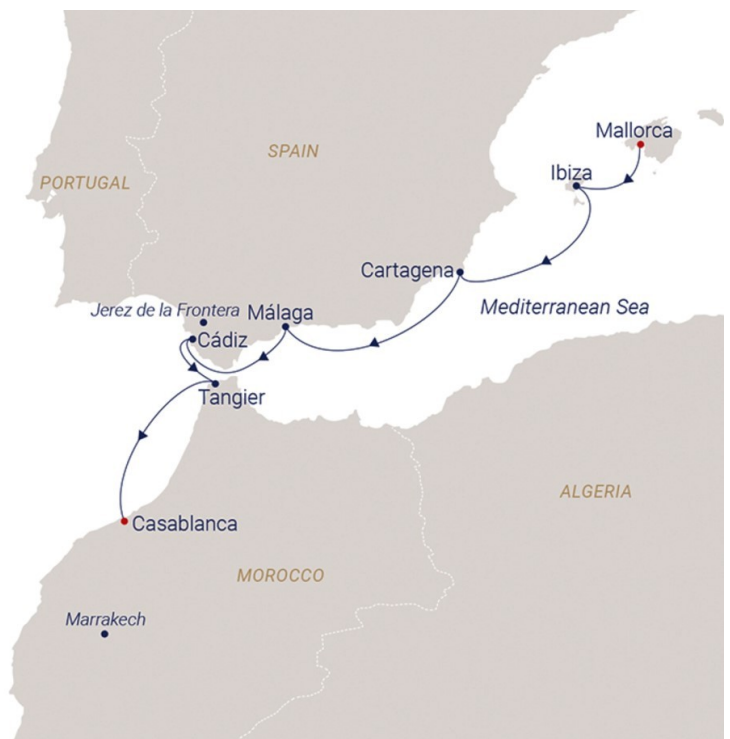 Mallorca
SPAIN
Ibiza
PORTUGAL
Cartagena
Mediterranean Sea
Jerez de la Frontera
Málaga
Cádiz
Tangier
ALGERIA
Casablanca
MOROCCO
Marrakech